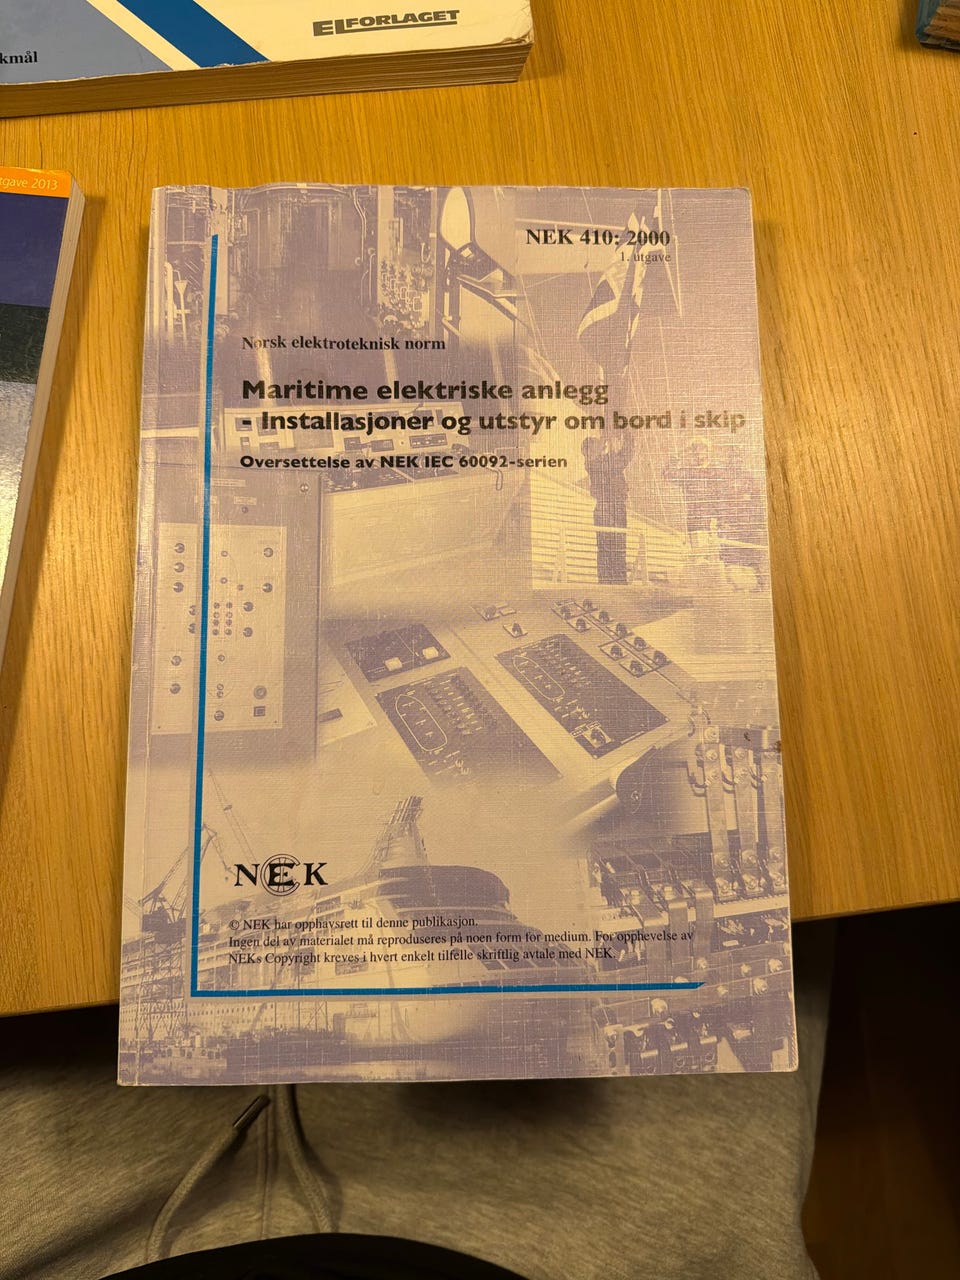 ELFORLAGET
kmål
tgave 2013
NEK 410: 2000
1. utgave
Norsk elektroteknisk norm
Maritime elektriske anlegg
- Installasjoner og utstyr om bord i skip
Oversettelse av NEK IEC 60092-serien
NEK
© NEK har opphavsrett til denne publikasjon.
Ingen del av materialet må reproduseres på noen form for medium. For opphevelse av
NEKs Copyright kreves i hvert enkelt tilfelle skriftlig avtale med NEK.